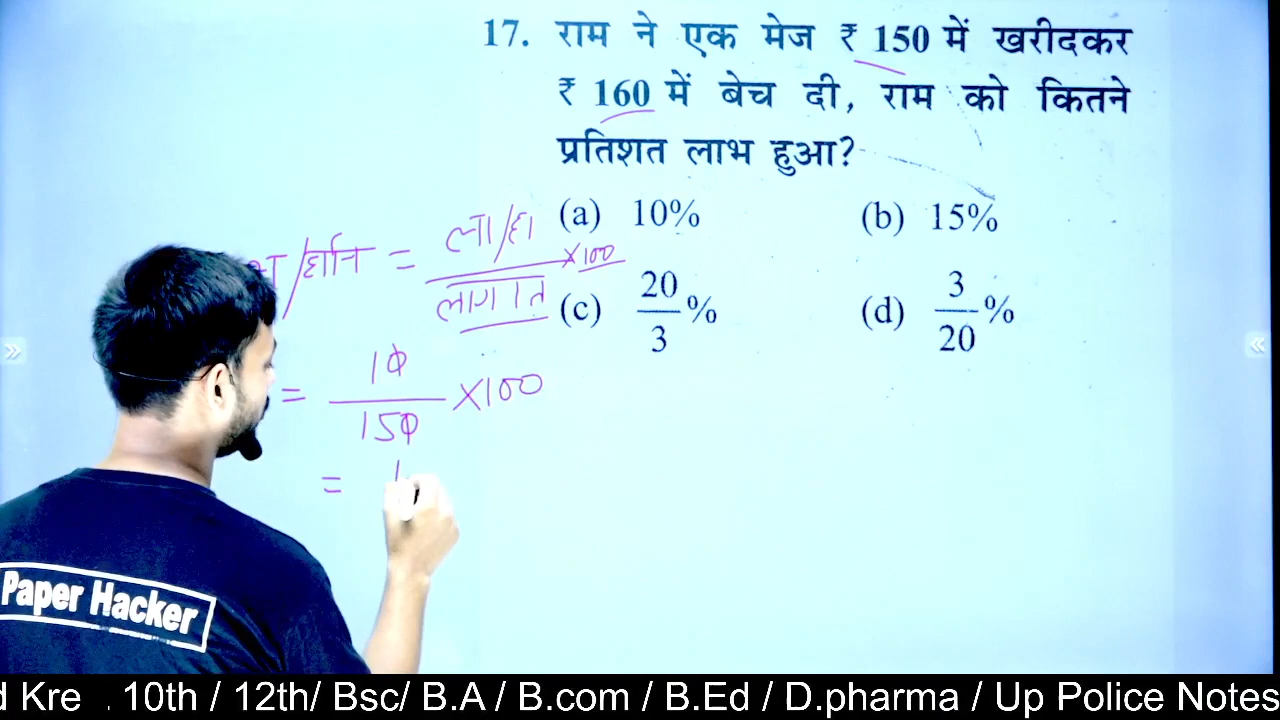 17. राम ने एक मेज ₹ 150 में खरीदकर
₹ 160 में बेच दी, राम को कितने
प्रतिशत लाभ हुआ?
(a) 10% (b) 15%
(c) 20/3 % (d) 3/20 %
/हानि = ला/हा / लागत ×100
= 10/150 ×100
=
Paper Hacker
10th / 12th/ Bsc/ B.A / B.com / B.Ed / D.pharma / Up Police Notes